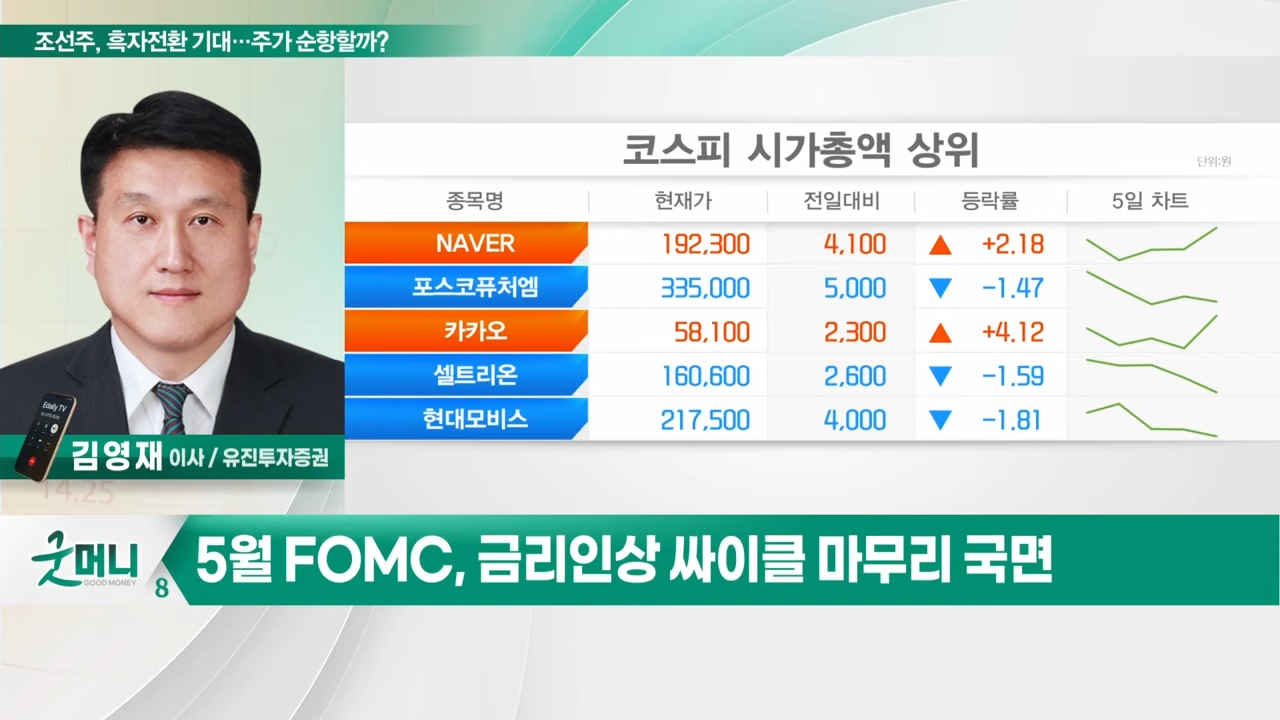 조선주, 흑자전환 기대…주가 순항할까?
코스피 시가총액 상위
단위:원
종목명 현재가 전일대비 등락률 5일 차트
NAVER 192,300 4,100 ▲ +2.18
포스코퓨처엠 335,000 5,000 ▼ -1.47
카카오 58,100 2,300 ▲ +4.12
셀트리온 160,600 2,600 ▼ -1.59
현대모비스 217,500 4,000 ▼ -1.81
Edaily TV
김영재 이사 / 유진투자증권
14.25
굿머니
GOOD MONEY
8
5월 FOMC, 금리인상 싸이클 마무리 국면